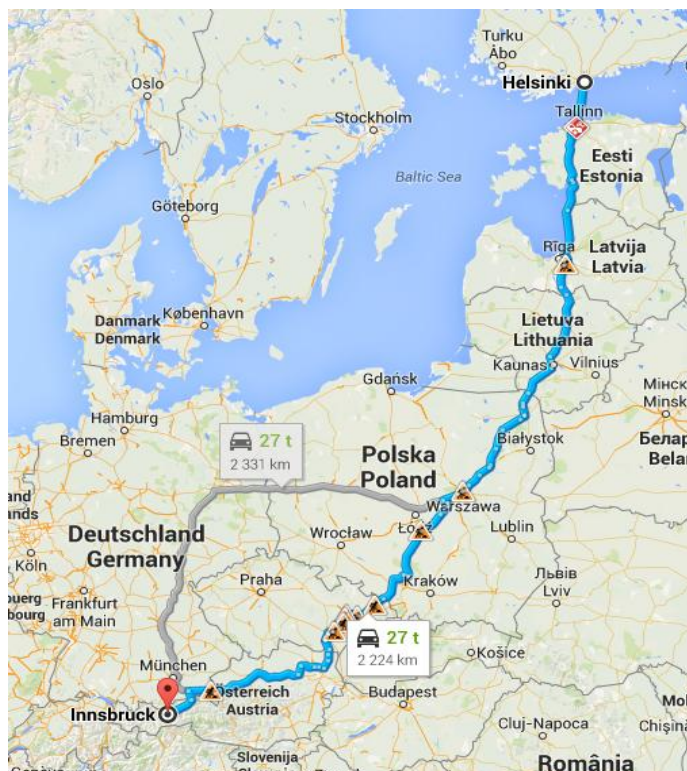 Turku
Åbo
Helsinki
Oslo
Tallinn
Stockholm
Eesti
Estonia
Baltic Sea
Göteborg
Rīga
Latvija
Latvia
Danmark
Denmark
København
Lietuva
Lithuania
Kaunas
Vilnius
Gdańsk
Мінск
Minsk
Hamburg
Bremen
Białystok
27 t
2 331 km
Polska
Poland
Warszawa
Deutschland
Germany
Wrocław
Lublin
Köln
Praha
Kraków
Львів
Lviv
Frankfurt
am Main
27 t
2 224 km
Košice
München
Innsbruck
Österreich
Austria
Budapest
Cluj-Napoca
Slovenija
Slovenia
România